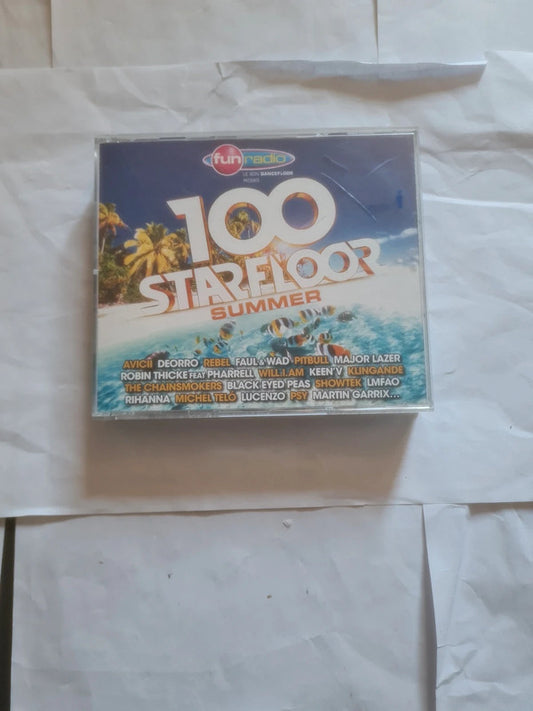 fun radio
LE SON DANCEFLOOR
PRÉSENTE
100
STARFLOOR
SUMMER
AVICII DEORRO REBEL FAUL & WAD PITBULL MAJOR LAZER
ROBIN THICKE FEAT PHARRELL WILL.I.AM KEEN'V KLINGANDE
THE CHAINSMOKERS BLACK EYED PEAS SHOWTEK LMFAO
RIHANNA MICHEL TELO LUCENZO PSY MARTIN GARRIX...